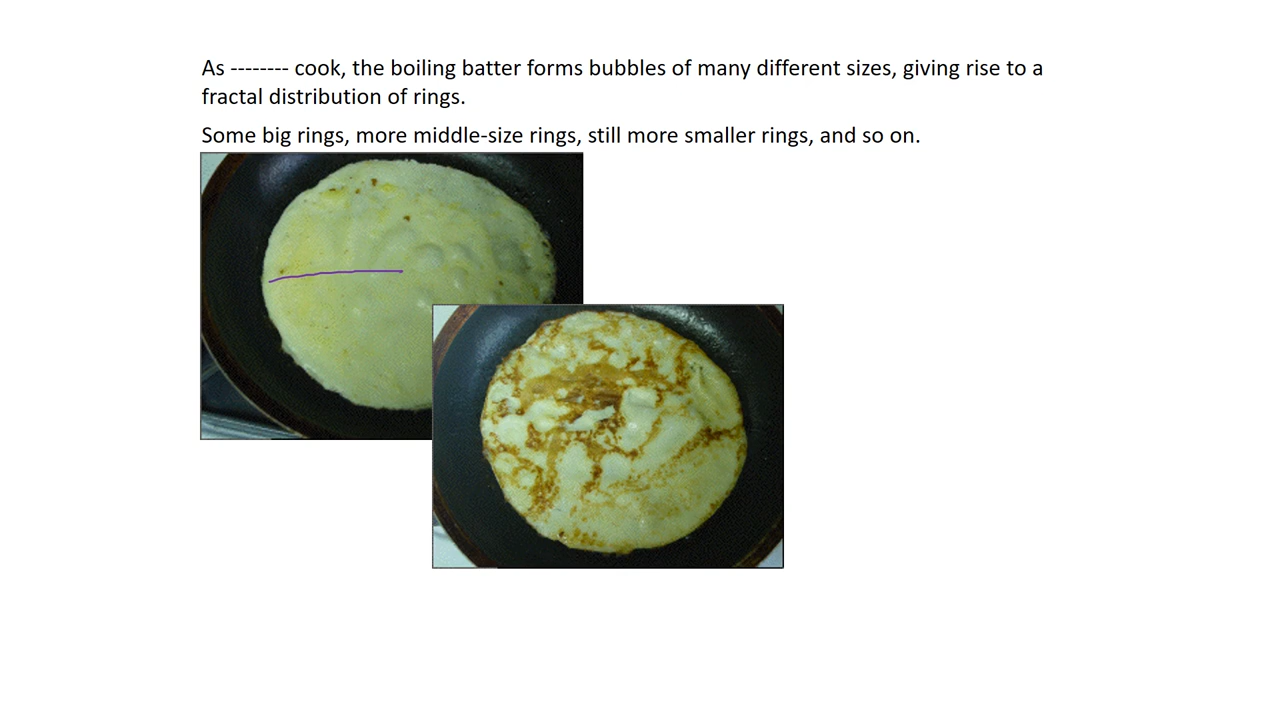 As -------- cook, the boiling batter forms bubbles of many different sizes, giving rise to a
fractal distribution of rings.
Some big rings, more middle-size rings, still more smaller rings, and so on.